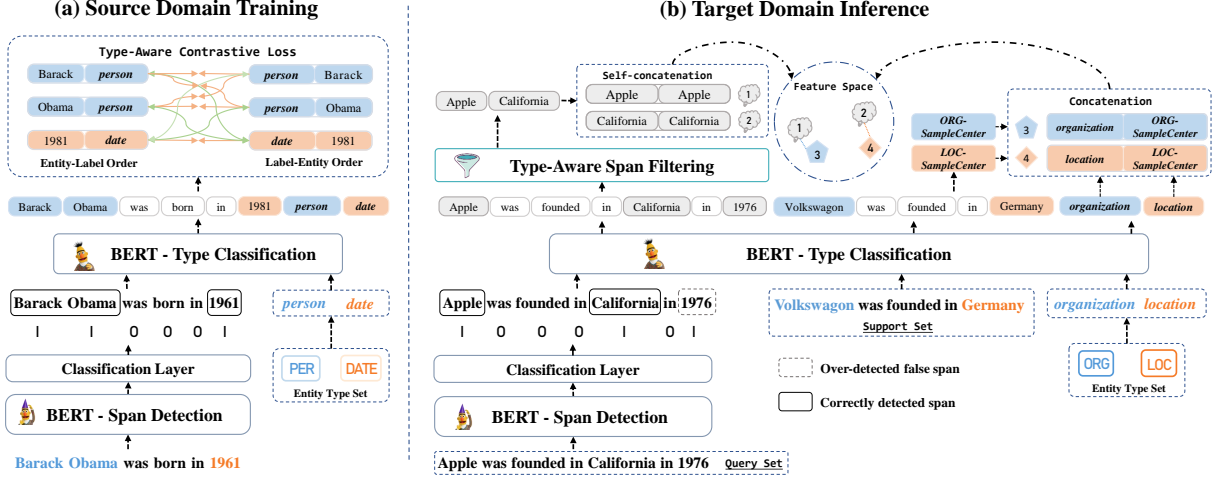 (a) Source Domain Training
Type-Aware Contrastive Loss
Barack person person Barack
Obama person person Obama
1981 date date 1981
Entity-Label Order Label-Entity Order
Barack Obama was born in 1981 person date
BERT - Type Classification
Barack Obama was born in 1961
I I O O O I
person date
Classification Layer
PER DATE
Entity Type Set
BERT - Span Detection
Barack Obama was born in 1961
(b) Target Domain Inference
Self-concatenation
Apple California
Apple Apple 1
California California 2
Feature Space
1 2
3 4
ORG-SampleCenter 3
LOC-SampleCenter 4
Concatenation
organization ORG-SampleCenter
location LOC-SampleCenter
Type-Aware Span Filtering
Apple was founded in California in 1976
Volkswagon was founded in Germany organization location
BERT - Type Classification
Apple was founded in California in 1976
I O O O I O I
Volkswagon was founded in Germany
Support Set
organization location
Classification Layer
Over-detected false span
Correctly detected span
ORG LOC
Entity Type Set
BERT - Span Detection
Apple was founded in California in 1976 Query Set